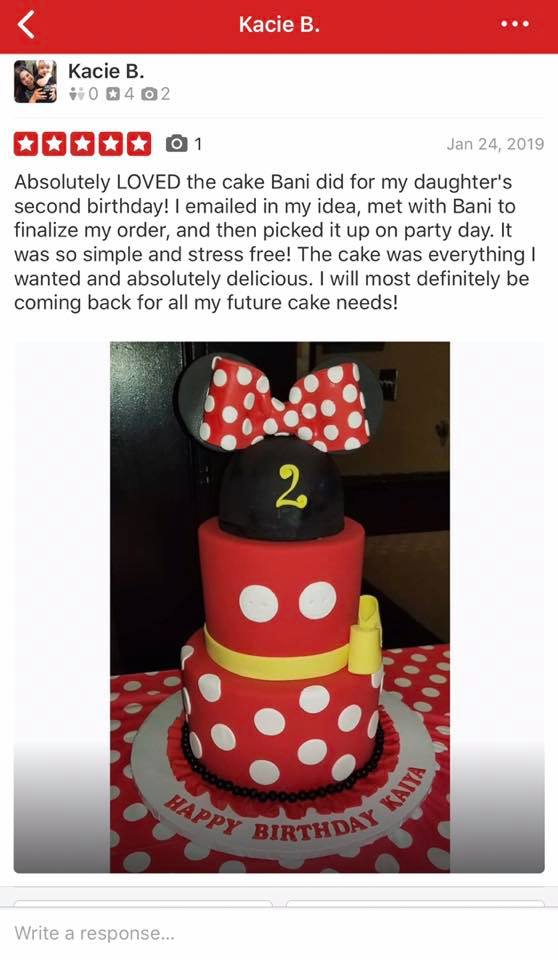 Kacie B.
Kacie B.
0 4 2
1
Jan 24, 2019
Absolutely LOVED the cake Bani did for my daughter's
second birthday! I emailed in my idea, met with Bani to
finalize my order, and then picked it up on party day. It
was so simple and stress free! The cake was everything I
wanted and absolutely delicious. I will most definitely be
coming back for all my future cake needs!
2
HAPPY BIRTHDAY KAIYA
Write a response...